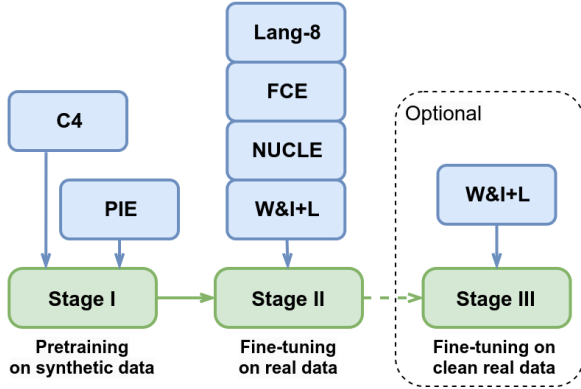 Lang-8
FCE
NUCLE
W&I+L
C4
PIE
Optional
W&I+L
Stage I
Stage II
Stage III
Pretraining
on synthetic data
Fine-tuning
on real data
Fine-tuning on
clean real data